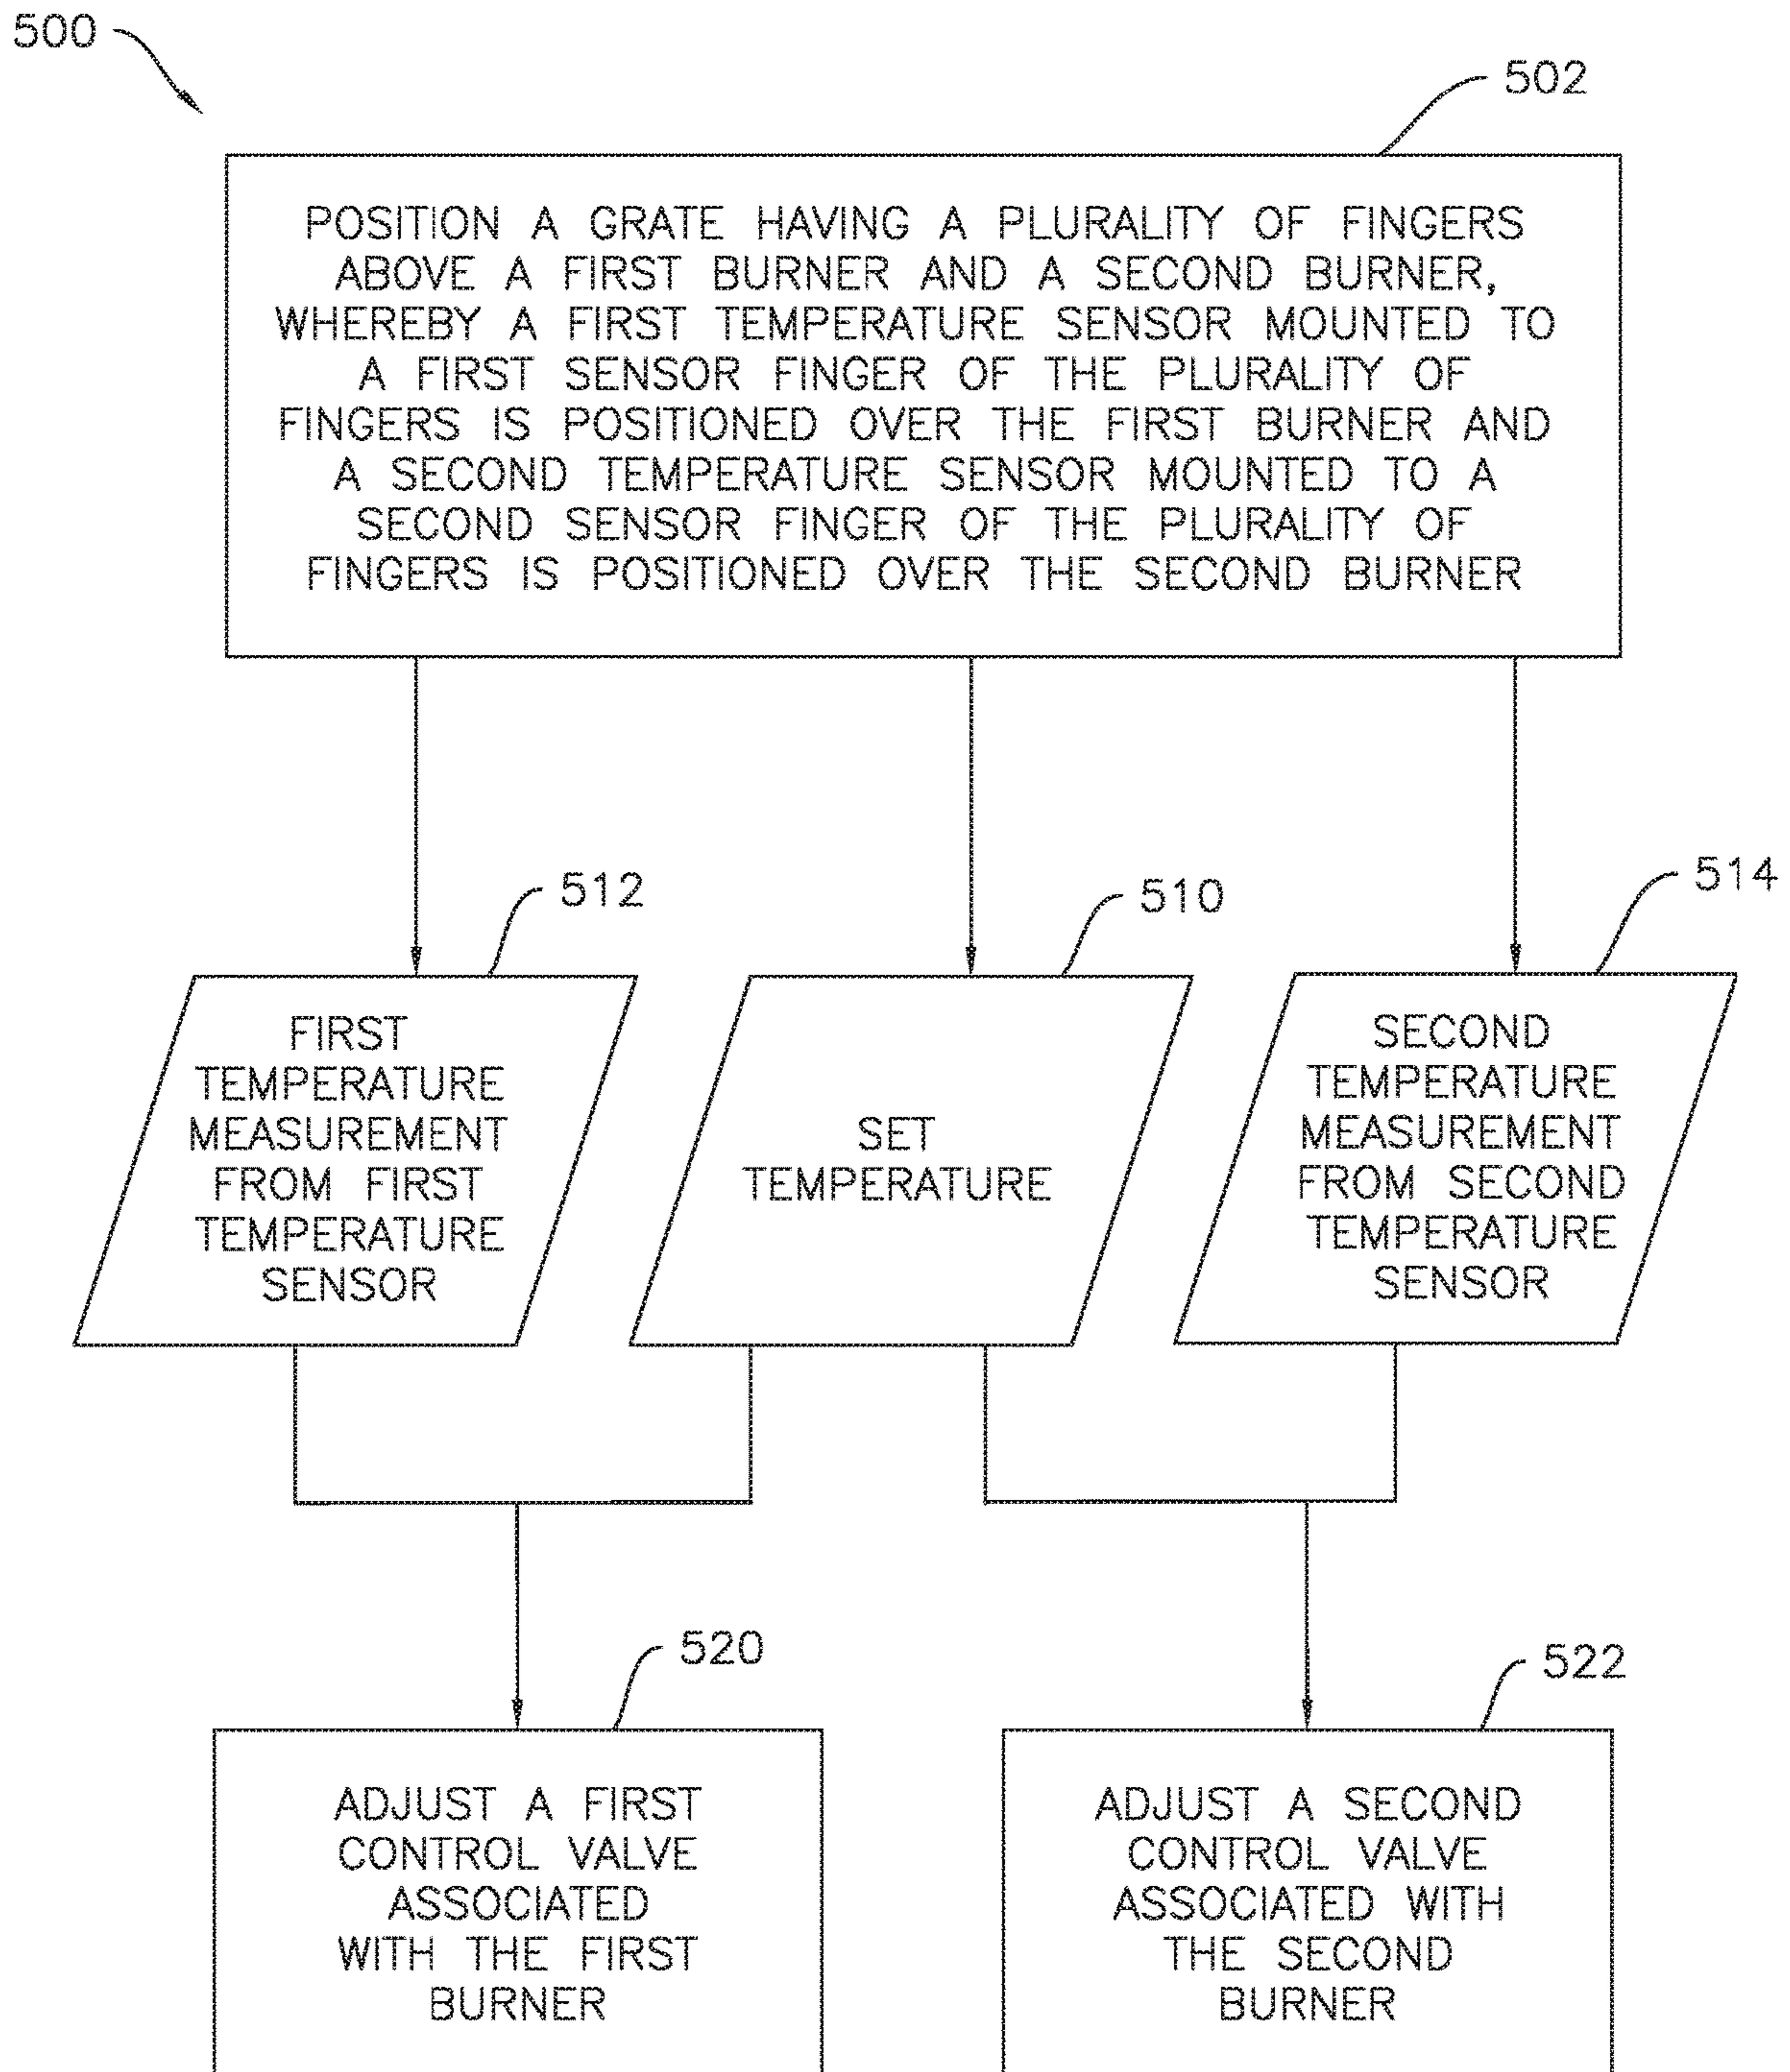 500
502
POSITION A GRATE HAVING A PLURALITY OF FINGERS
ABOVE A FIRST BURNER AND A SECOND BURNER,
WHEREBY A FIRST TEMPERATURE SENSOR MOUNTED TO
A FIRST SENSOR FINGER OF THE PLURALITY OF
FINGERS IS POSITIONED OVER THE FIRST BURNER AND
A SECOND TEMPERATURE SENSOR MOUNTED TO A
SECOND SENSOR FINGER OF THE PLURALITY OF
FINGERS IS POSITIONED OVER THE SECOND BURNER
512
FIRST
TEMPERATURE
MEASUREMENT
FROM FIRST
TEMPERATURE
SENSOR
510
SET
TEMPERATURE
514
SECOND
TEMPERATURE
MEASUREMENT
FROM SECOND
TEMPERATURE
SENSOR
520
ADJUST A FIRST
CONTROL VALVE
ASSOCIATED
WITH THE FIRST
BURNER
522
ADJUST A SECOND
CONTROL VALVE
ASSOCIATED WITH
THE SECOND
BURNER